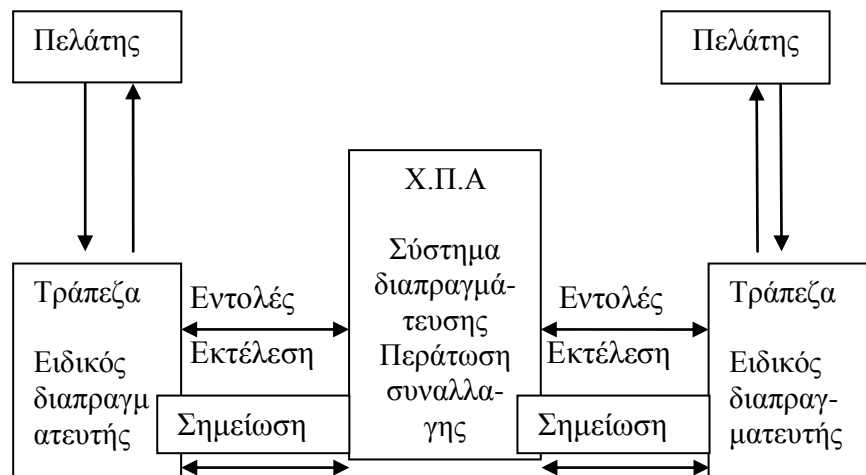 Πελάτης
Πελάτης
Χ.Π.Α
Σύστημα
διαπραγμά-
τευσης
Περάτωση
συναλλα-
γης
Τράπεζα
Ειδικός
διαπραγμ
ατευτής
Εντολές
Εκτέλεση
Σημείωση
Εντολές
Εκτέλεση
Σημείωση
Τράπεζα
Ειδικός
διαπραγ-
ματευτής